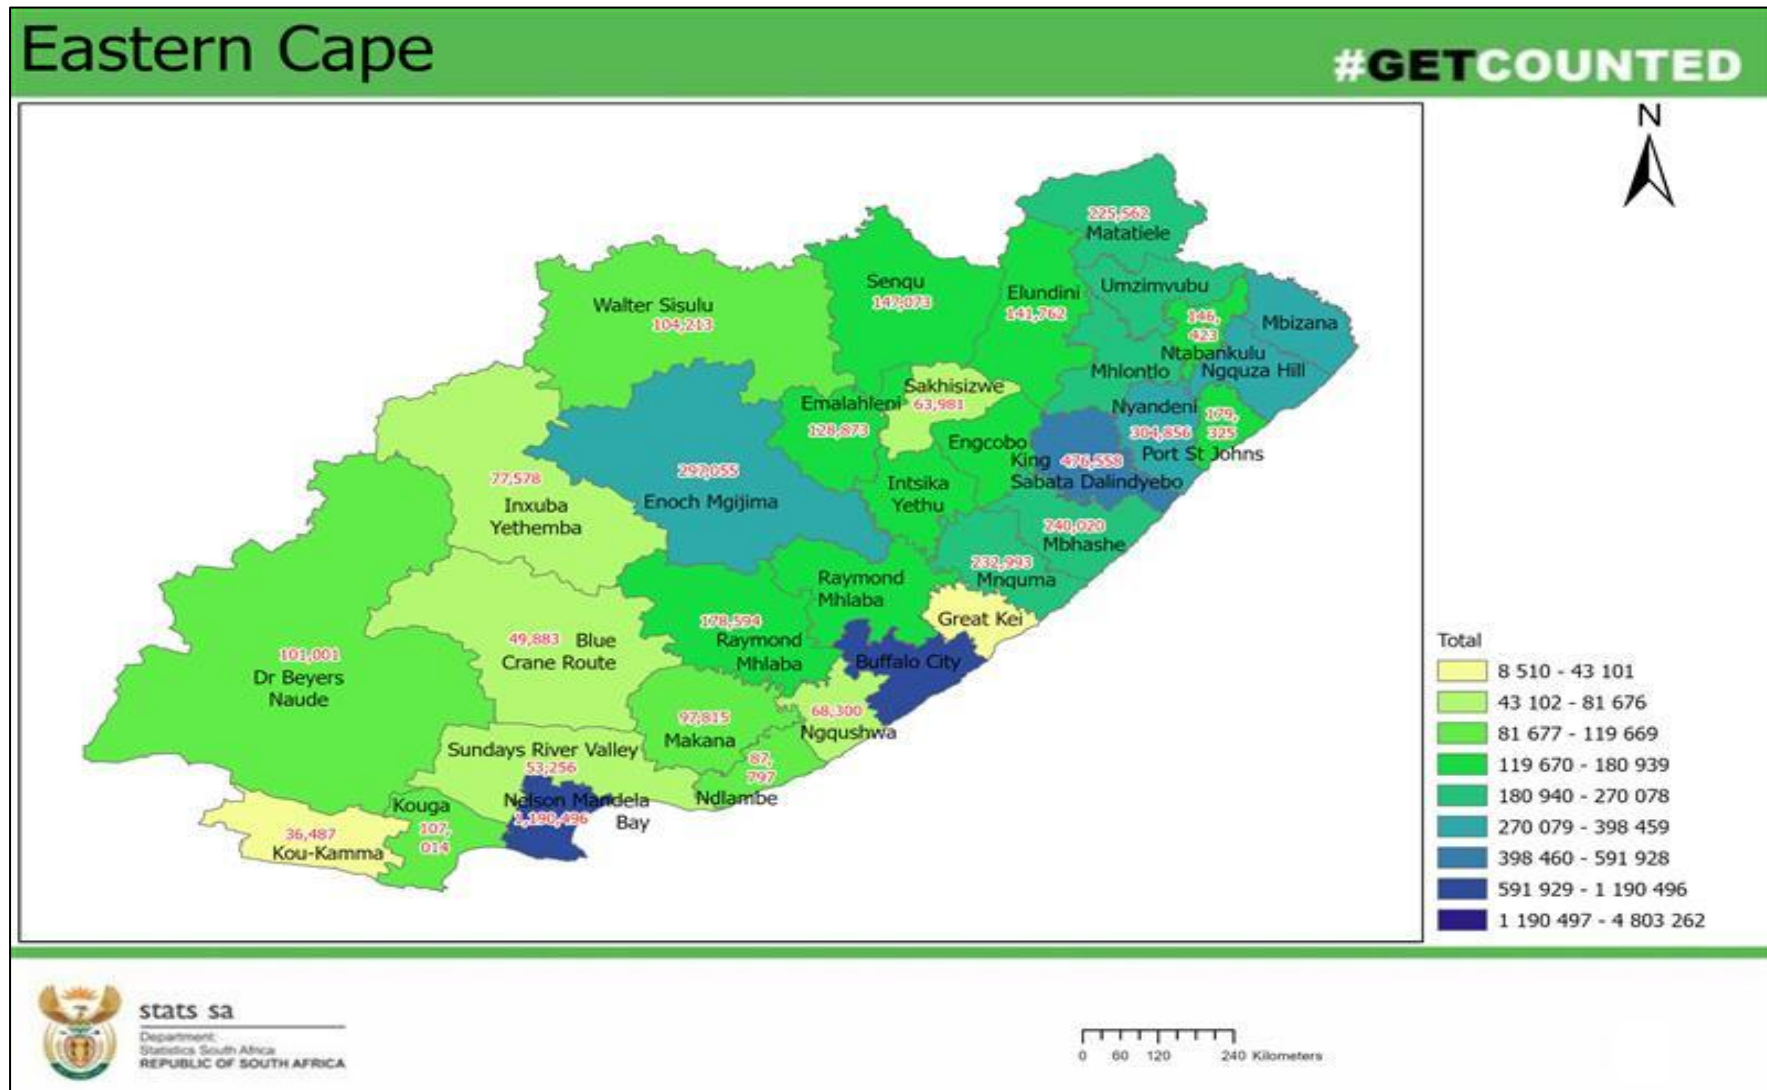 Eastern Cape
#GETCOUNTED
N
225,562
Matatiele
Senqu
147,073
Elundini
141,762
Umzimvubu
Walter Sisulu
104,213
146,
423
Ntabankulu
Mbizana
Mhlontlo
Ngquza Hill
Sakhisizwe
63,981
Emalahleni
128,873
Nyandeni
304,856
179,
325
Port St Johns
Engcobo
King
476,558
Sabata Dalindyebo
77,578
Inxuba
Yethemba
297,055
Enoch Mgijima
Intsika
Yethu
240,020
Mbhashe
232,993
Mnquma
Raymond
Mhlaba
Great Kei
49,883 Blue
Crane Route
178,594
Raymond
Mhlaba
Buffalo City
101,001
Dr Beyers
Naude
97,815
Makana
68,300
Ngqushwa
Sundays River Valley
53,256
87,
797
Ndlambe
Nelson Mandela
1,190,496
Bay
Kouga
107,
014
36,487
Kou-Kamma
Total
8 510 - 43 101
43 102 - 81 676
81 677 - 119 669
119 670 - 180 939
180 940 - 270 078
270 079 - 398 459
398 460 - 591 928
591 929 - 1 190 496
1 190 497 - 4 803 262
stats sa
Department:
Statistics South Africa
REPUBLIC OF SOUTH AFRICA
0 60 120 240 Kilometers